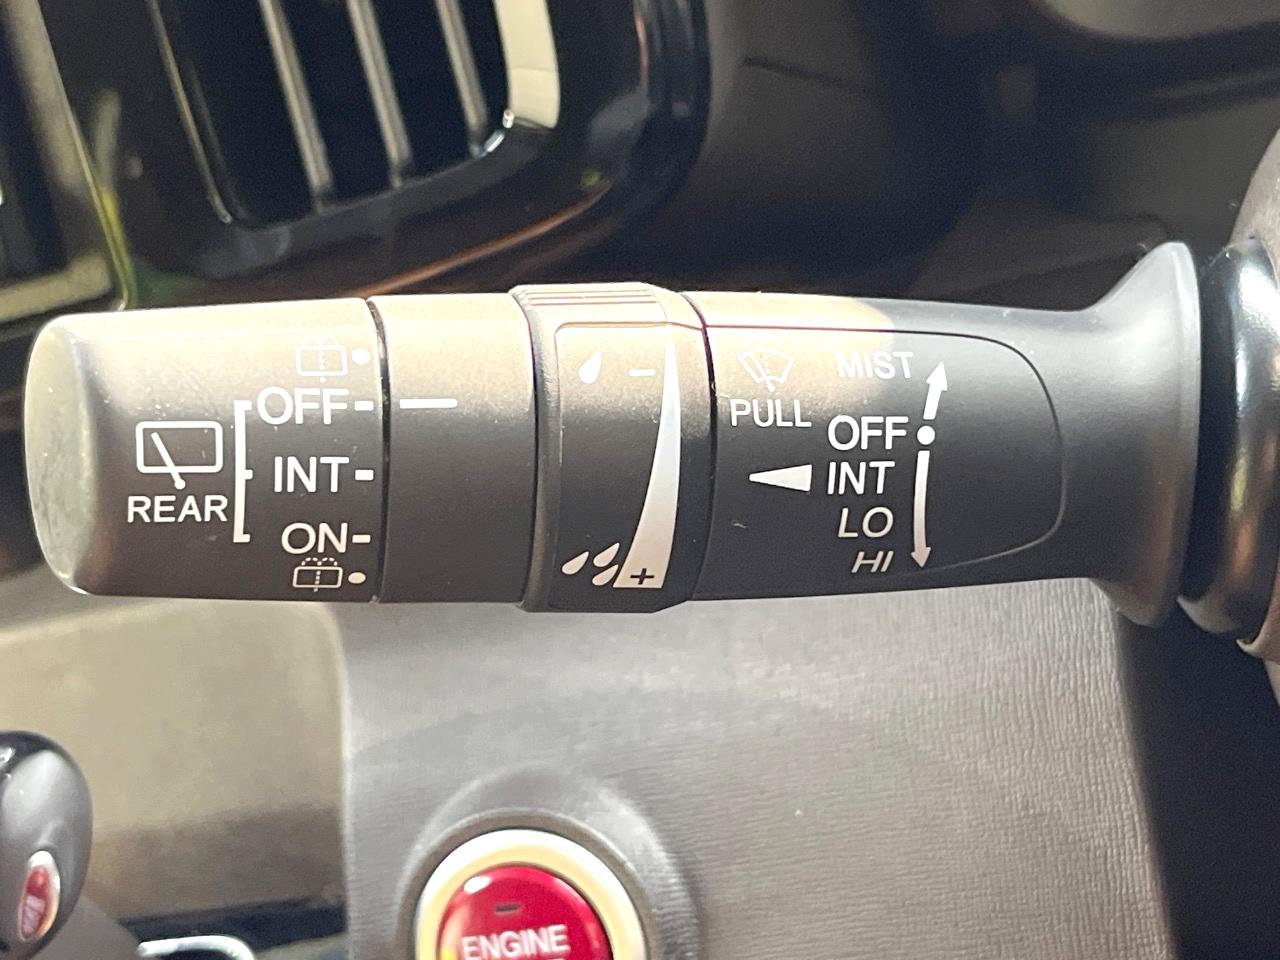 OFF-
INT-
REAR
ON-
-
+
PULL
MIST
OFF
INT
LO
HI
ENGINE